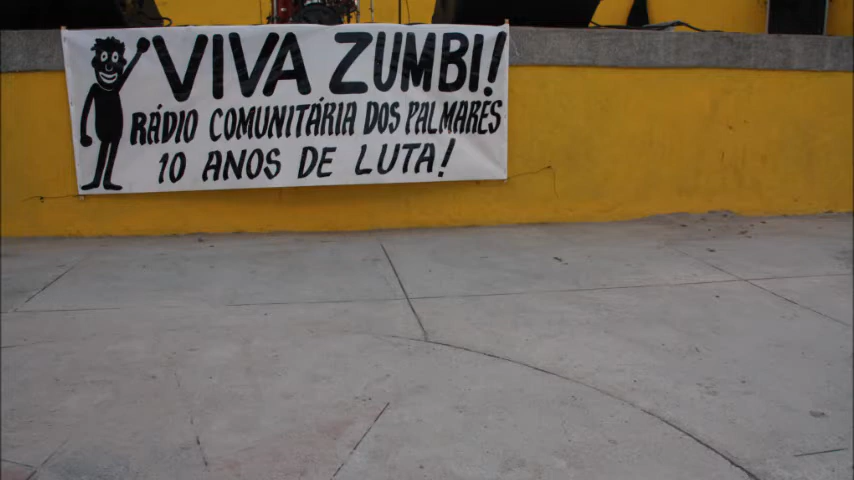 VIVA ZUMBI!
RÁDIO COMUNITÁRIA DOS PALMARES
10 ANOS DE LUTA!